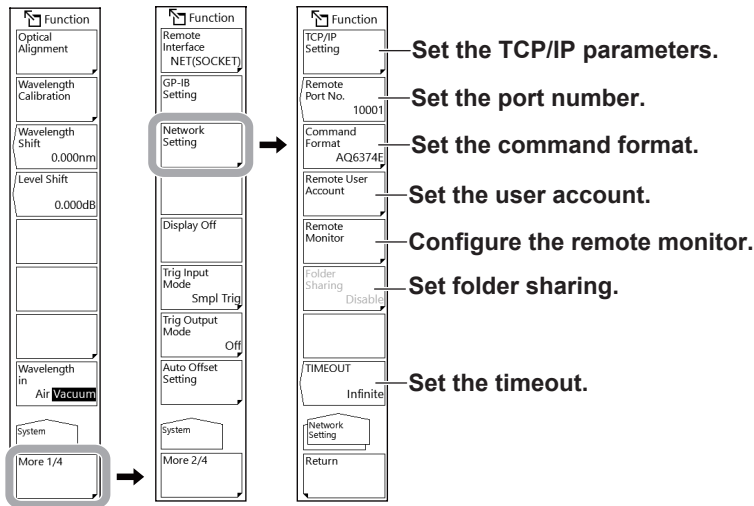 Function
Optical
Alignment
Wavelength
Calibration
Wavelength
Shift
0.000nm
Level Shift
0.000dB
Wavelength
in
Air Vacuum
System
More 1/4
Function
Remote
Interface
NET(SOCKET)
GP-IB
Setting
Network
Setting
Display Off
Trig Input
Mode
Smpl Trig
Trig Output
Mode
Off
Auto Offset
Setting
System
More 2/4
Function
TCP/IP
Setting
Set the TCP/IP parameters.
Remote
Port No.
10001
Set the port number.
Command
Format
AQ6374E
Set the command format.
Remote User
Account
Set the user account.
Remote
Monitor
Configure the remote monitor.
Folder
Sharing
Disable
Set folder sharing.
TIMEOUT
Infinite
Set the timeout.
Network
Setting
Return